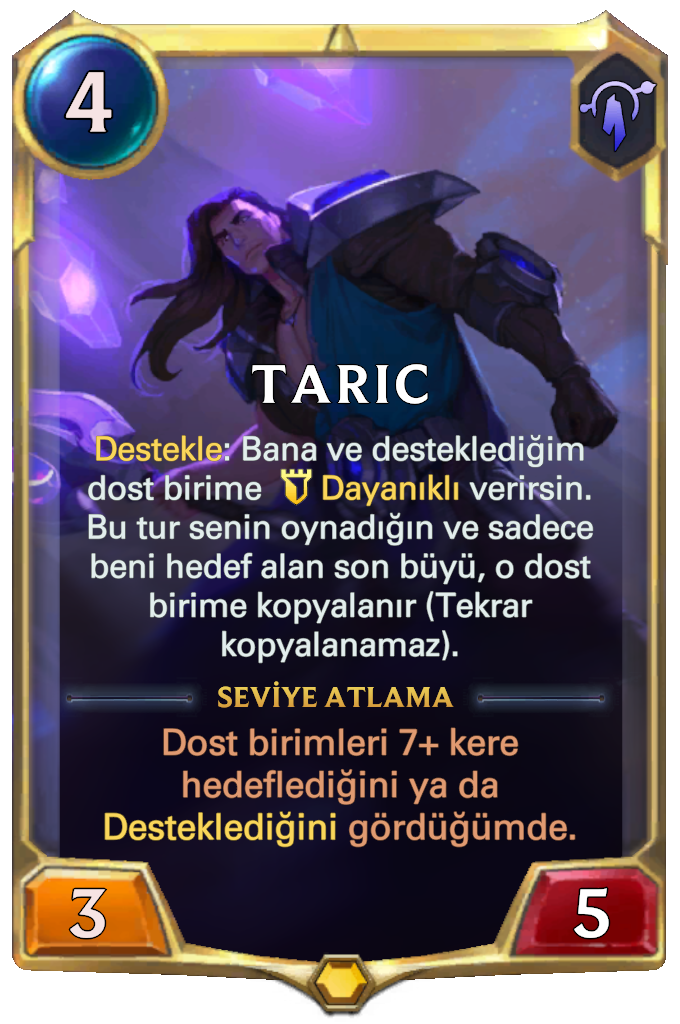 4
TARIC
Destekle: Bana ve desteklediğim
dost birime Dayanıklı verirsin.
Bu tur senin oynadığın ve sadece
beni hedef alan son büyü, o dost
birime kopyalanır (Tekrar
kopyalanamaz).
SEVİYE ATLAMA
Dost birimleri 7+ kere
hedeflediğini ya da
Desteklediğini gördüğümde.
3
5